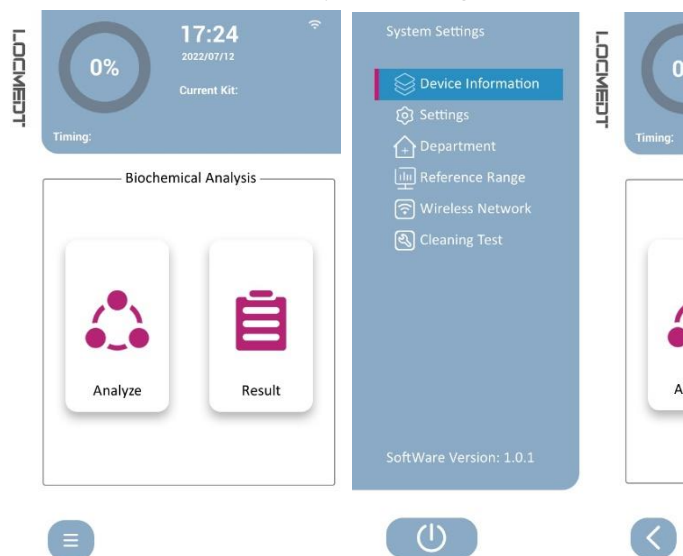 LOCMEDT
0%
17:24
2022/07/12
Current Kit:
Timing:
Biochemical Analysis
Analyze
Result
System Settings
Device Information
Settings
Department
Reference Range
Wireless Network
Cleaning Test
SoftWare Version: 1.0.1
LOCMEDT
0
Timing:
A